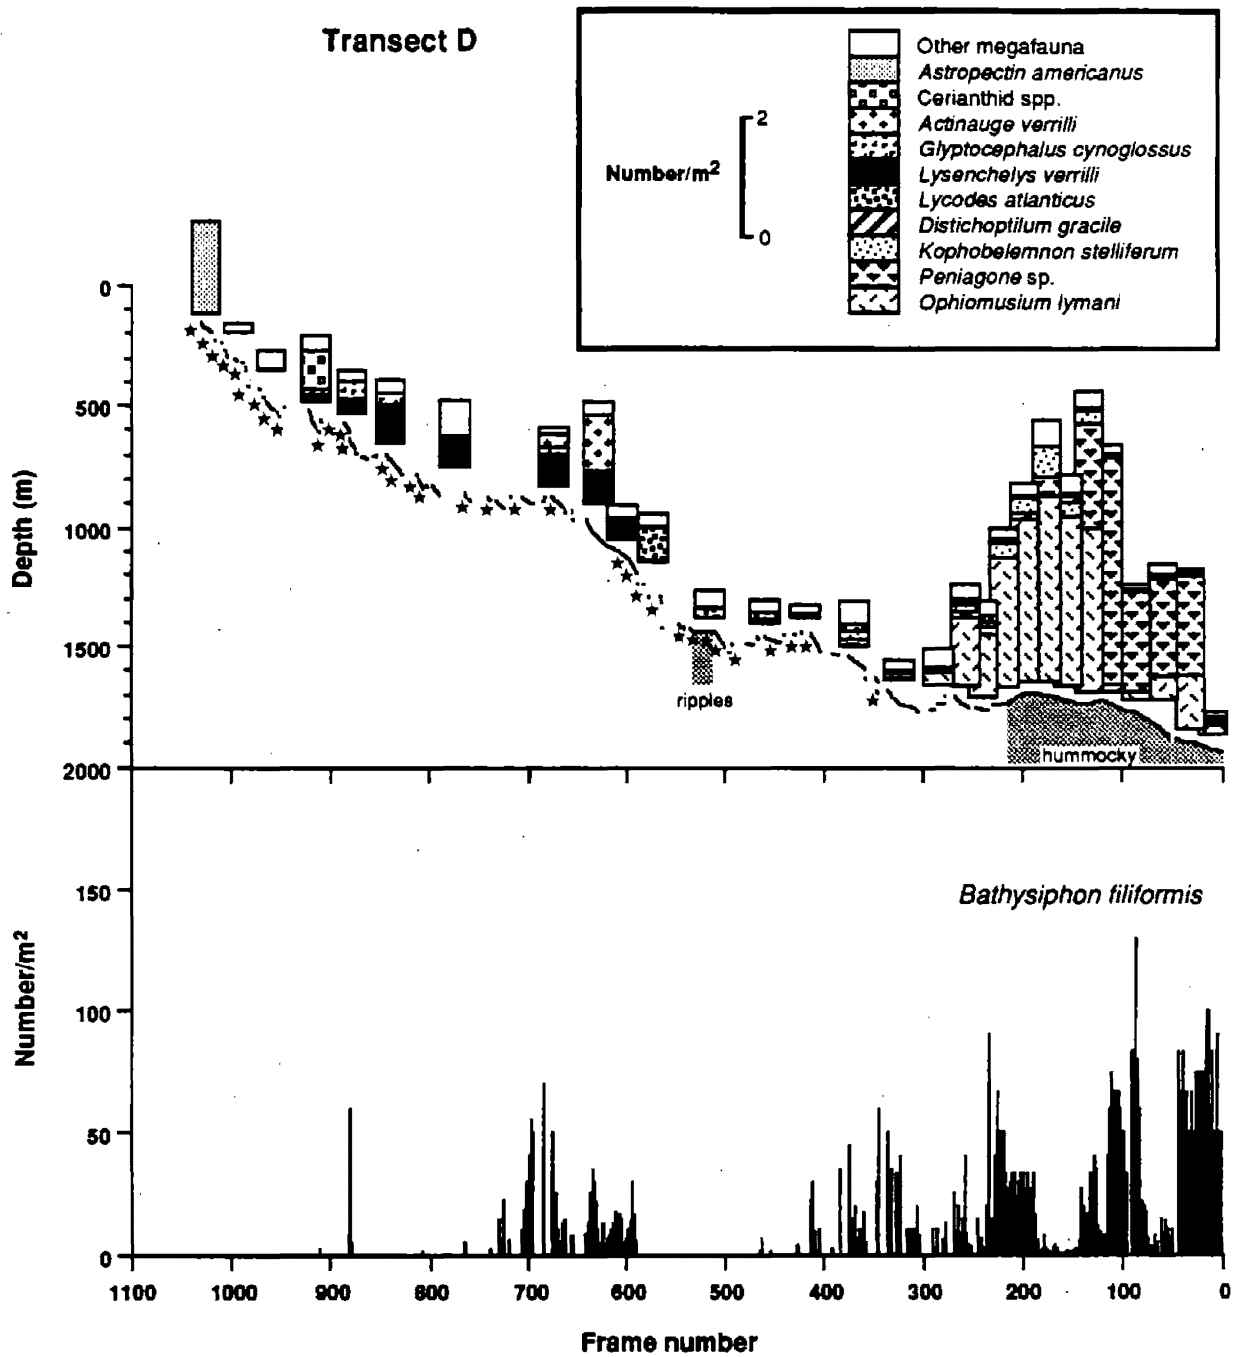 Transect D
Number/m2
2
0
Other megafauna
Astropectin americanus
Cerianthid spp.
Actinauge verrilli
Glyptocephalus cynoglossus
Lysenchelys verrilli
Lycodes atlanticus
Distichoptilum gracile
Kophobelemnon stelliferum
Peniagone sp.
Ophiomusium lymani
Depth (m)
0
500
1000
1500
2000
ripples
hummocky
Bathysiphon filiformis
Number/m2
150
100
50
0
1100 1000 900 800 700 600 500 400 300 200 100 0
Frame number